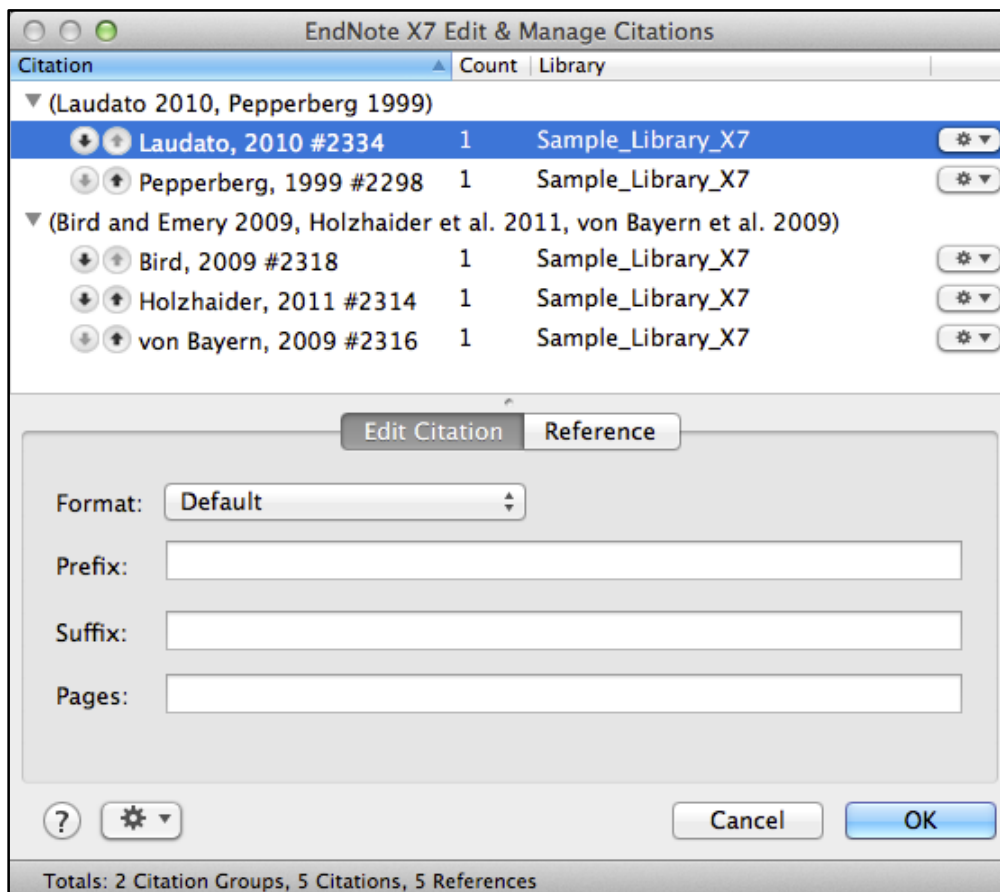 EndNote X7 Edit & Manage Citations
Citation Count Library
(Laudato 2010, Pepperberg 1999)
Laudato, 2010 #2334 1 Sample_Library_X7
Pepperberg, 1999 #2298 1 Sample_Library_X7
(Bird and Emery 2009, Holzhaider et al. 2011, von Bayern et al. 2009)
Bird, 2009 #2318 1 Sample_Library_X7
Holzhaider, 2011 #2314 1 Sample_Library_X7
von Bayern, 2009 #2316 1 Sample_Library_X7
Edit Citation Reference
Format: Default
Prefix:
Suffix:
Pages:
? Cancel OK
Totals: 2 Citation Groups, 5 Citations, 5 References